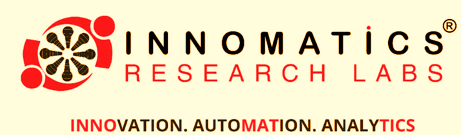 INNOMATICS®
RESEARCH LABS
INNOVATION. AUTOMATION. ANALYTICS